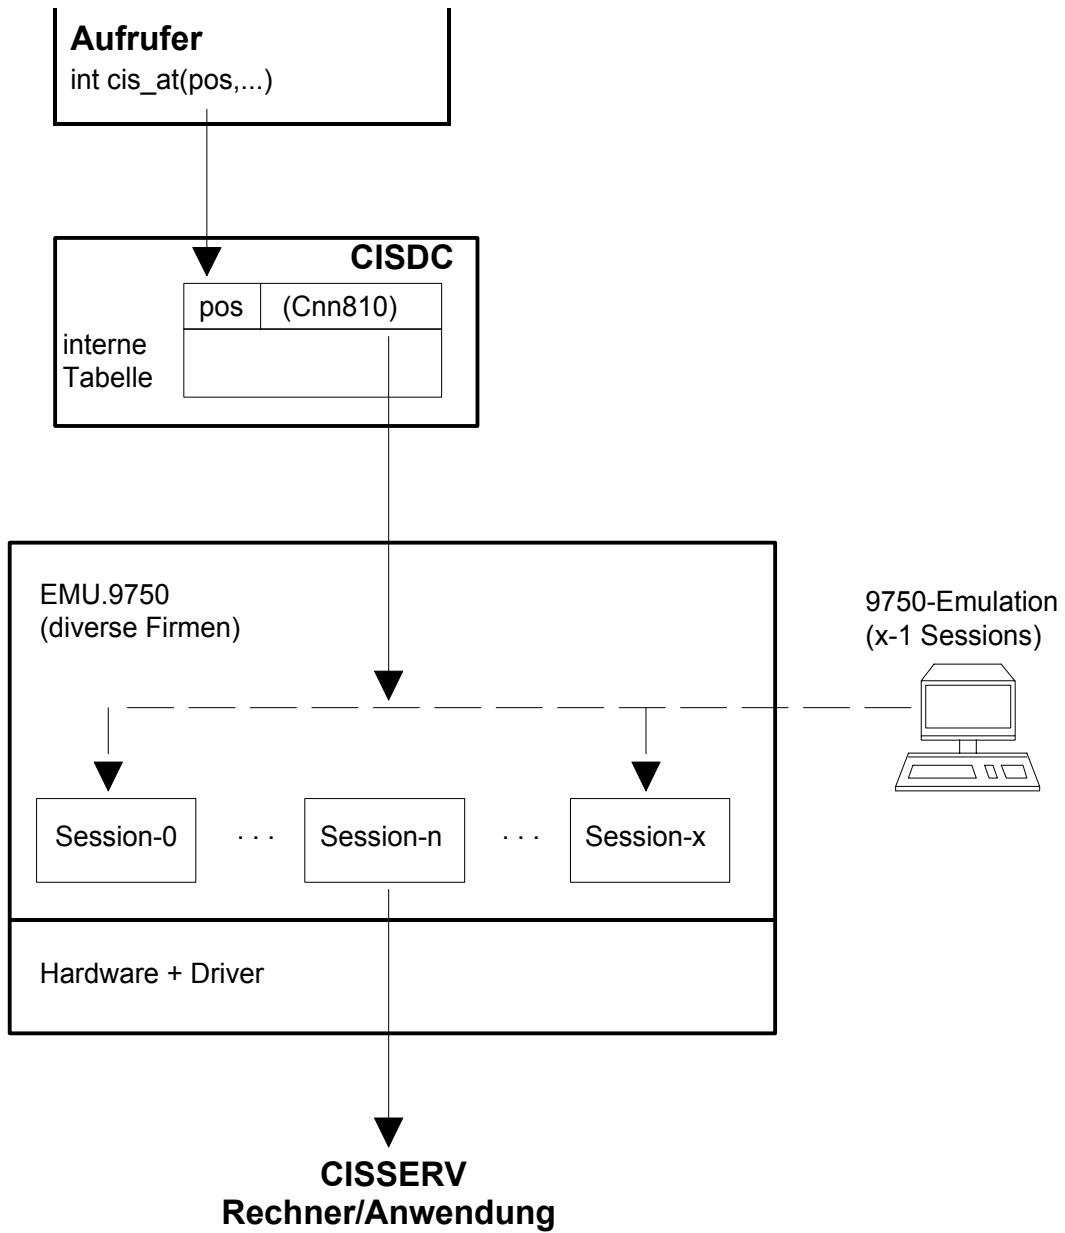 Aufrufer
int cis_at(pos,...)
CISDC
pos (Cnn810)
interne
Tabelle
EMU.9750
(diverse Firmen)
9750-Emulation
(x-1 Sessions)
Session-0 . . . Session-n . . . Session-x
Hardware + Driver
CISSERV
Rechner/Anwendung